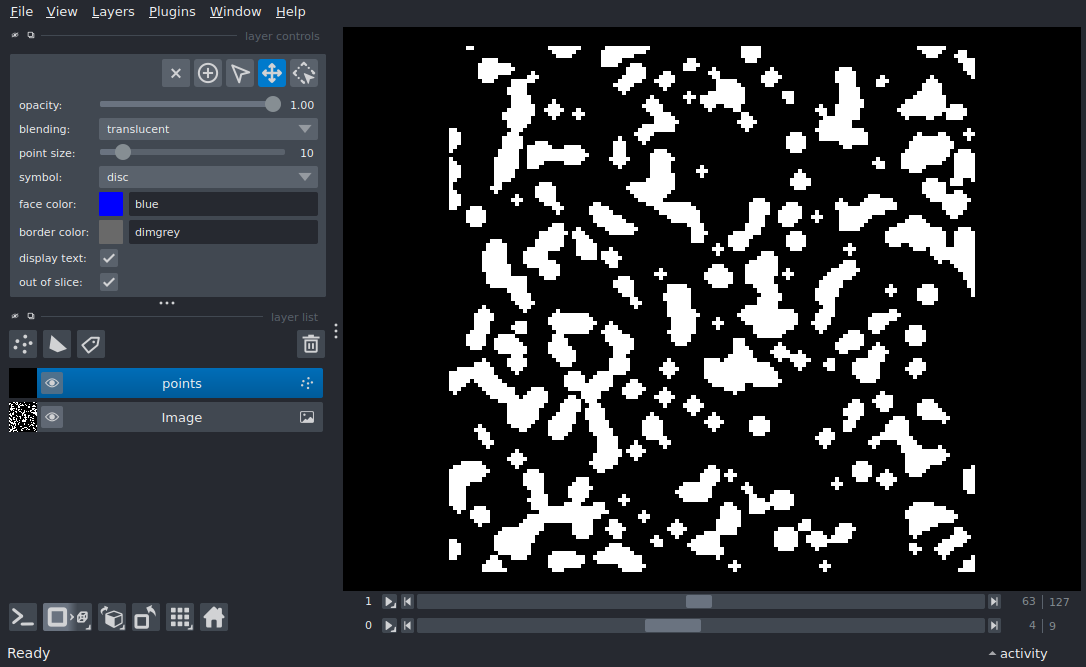 File View Layers Plugins Window Help
layer controls
opacity: 1.00
blending: translucent
point size: 10
symbol: disc
face color: blue
border color: dimgrey
display text:
out of slice:
layer list
points
Image
1 63 | 127
0 4 | 9
Ready activity